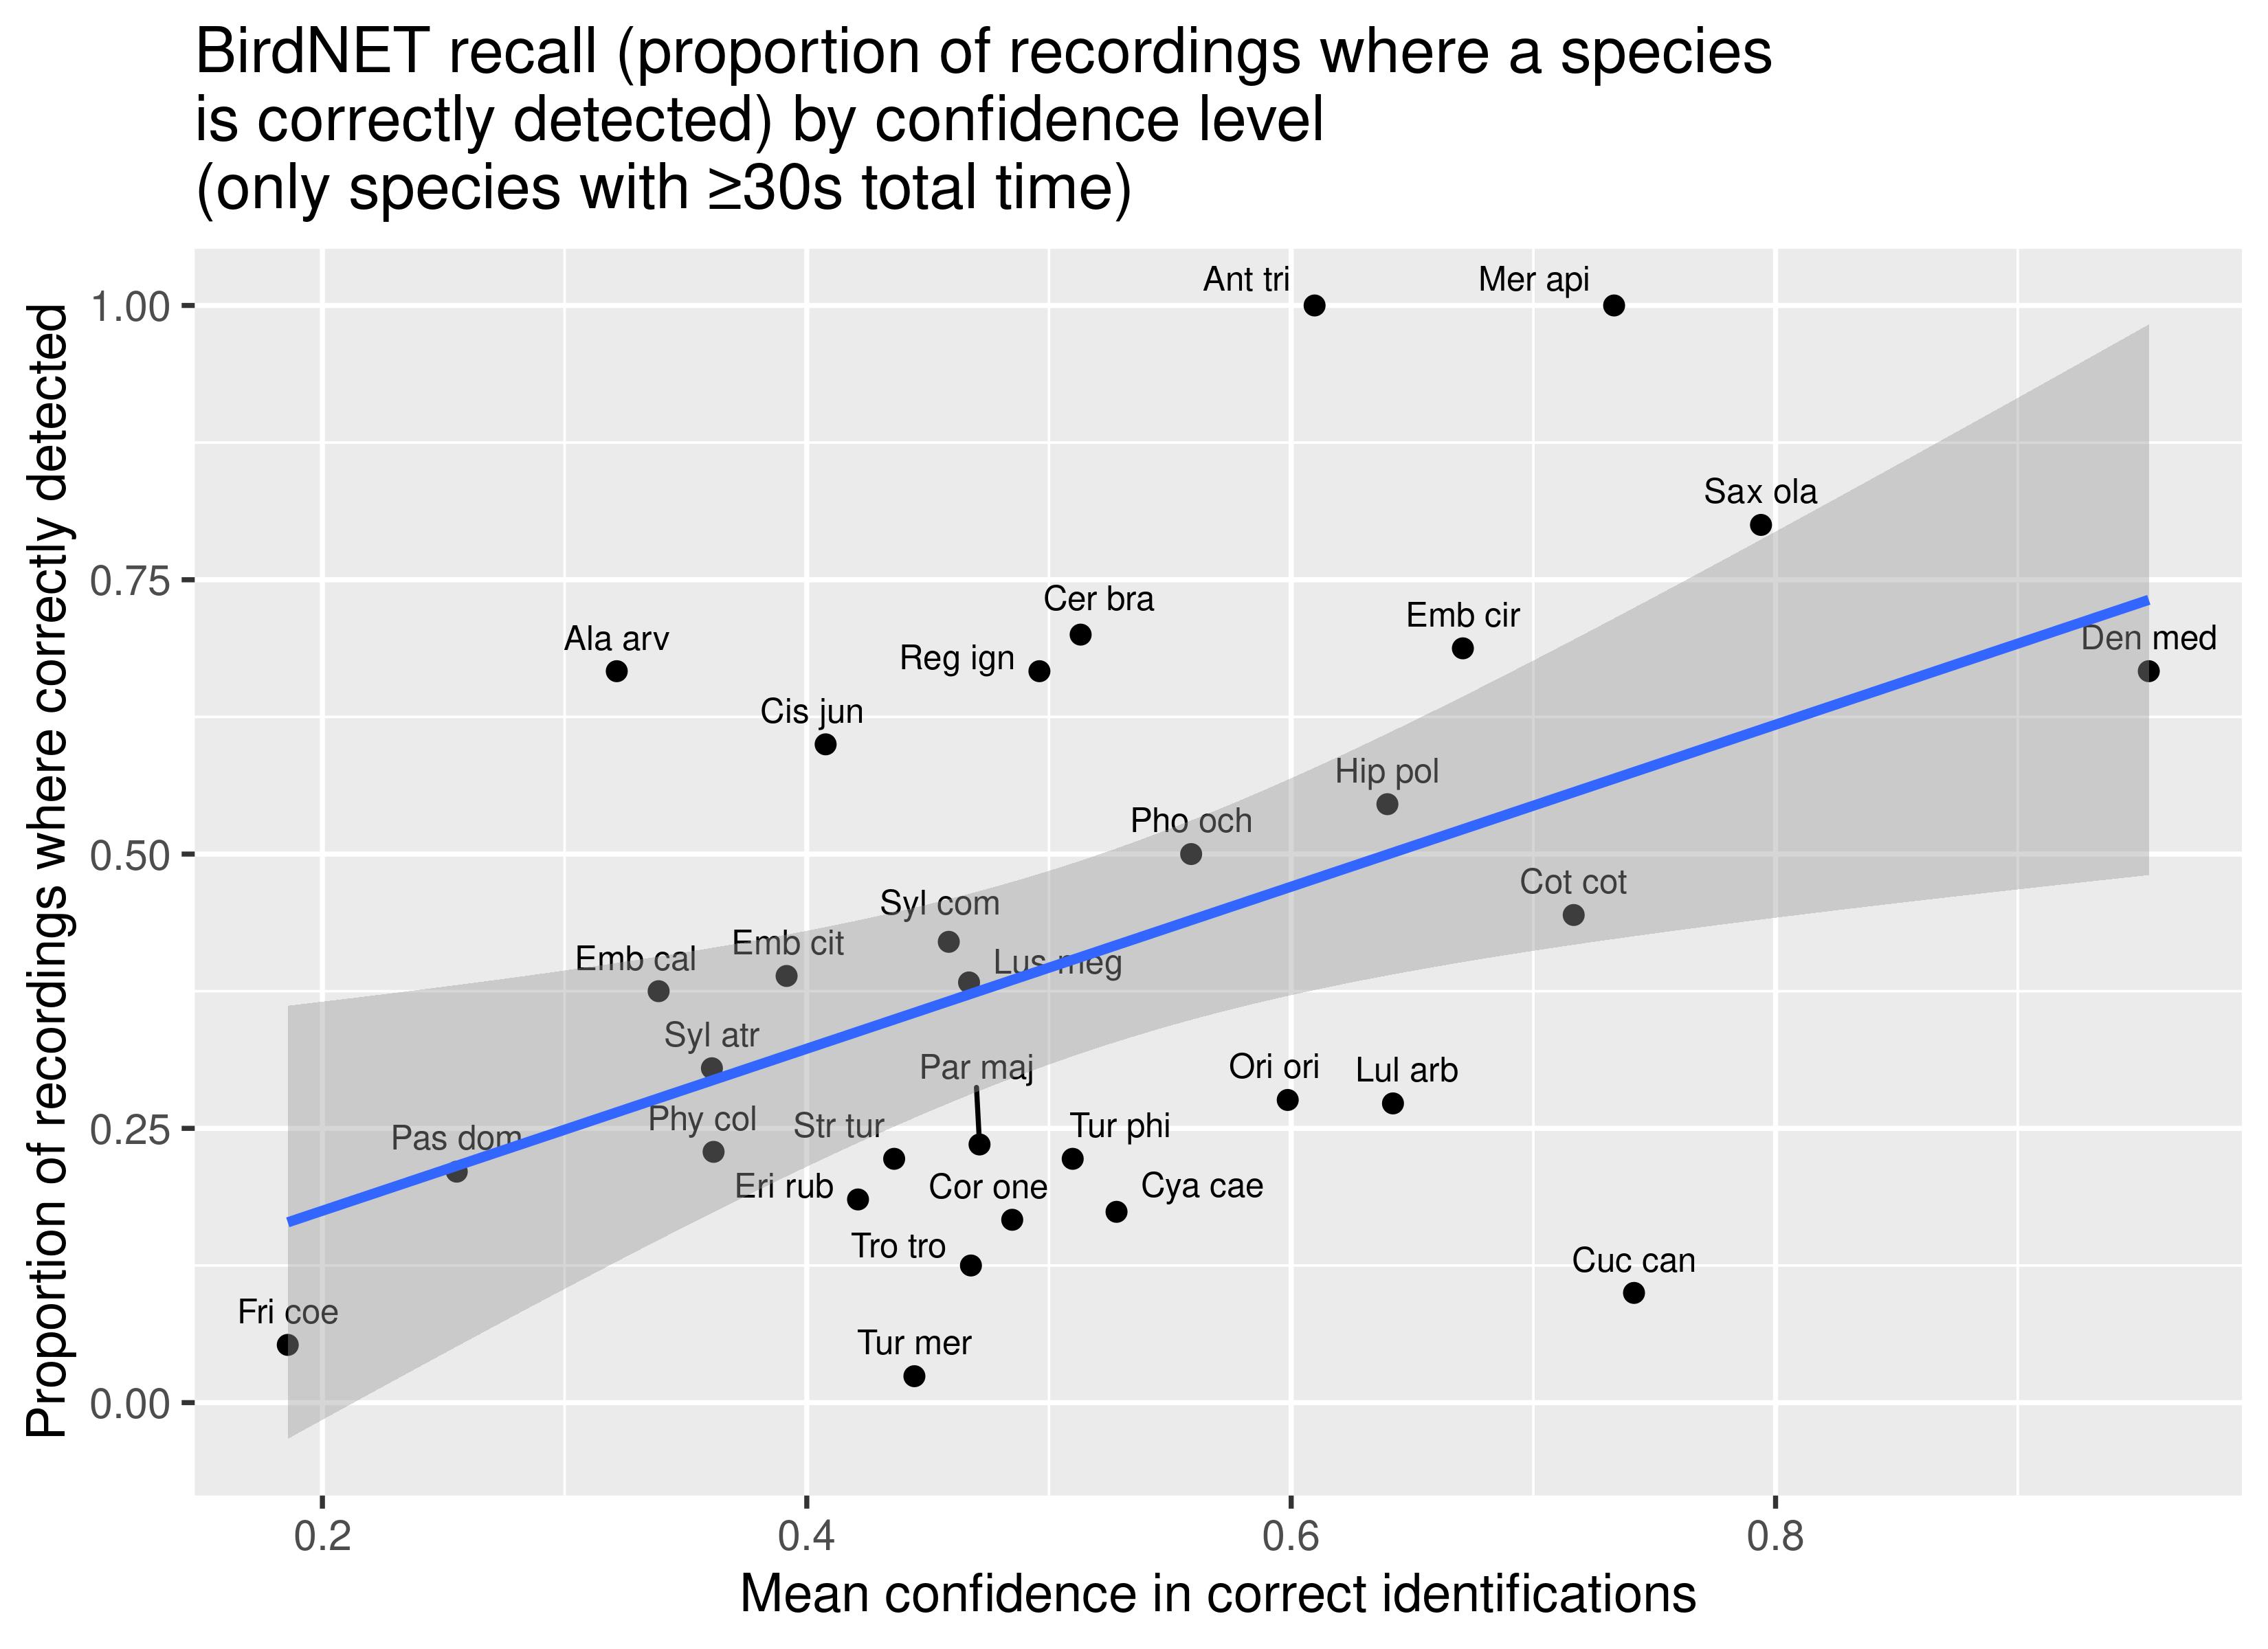 BirdNET recall (proportion of recordings where a species
is correctly detected) by confidence level
(only species with ≥30s total time)
Proportion of recordings where correctly detected
1.00
0.75
0.50
0.25
0.00
Ant tri
Mer api
Sax ola
Cer bra
Emb cir
Ala arv
Reg ign
Den med
Cis jun
Hip pol
Pho och
Cot cot
Syl com
Emb cit
Emb cal
Lus meg
Syl atr
Par maj
Ori ori
Lul arb
Phy col
Str tur
Tur phi
Pas dom
Eri rub
Cor one
Cya cae
Tro tro
Cuc can
Fri coe
Tur mer
0.2
0.4
0.6
0.8
Mean confidence in correct identifications